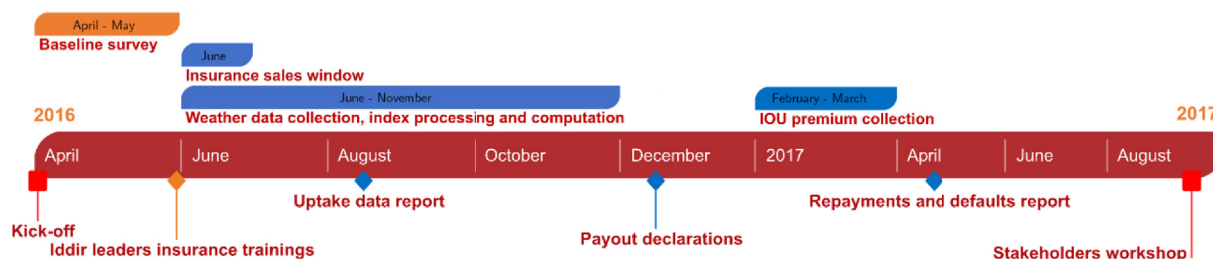 April - May
Baseline survey
June
Insurance sales window
June - November
February - March
2016
Weather data collection, index processing and computation
IOU premium collection
2017
April
June
August
October
December
2017
April
June
August
Uptake data report
Repayments and defaults report
Kick-off
Iddir leaders insurance trainings
Payout declarations
Stakeholders workshop